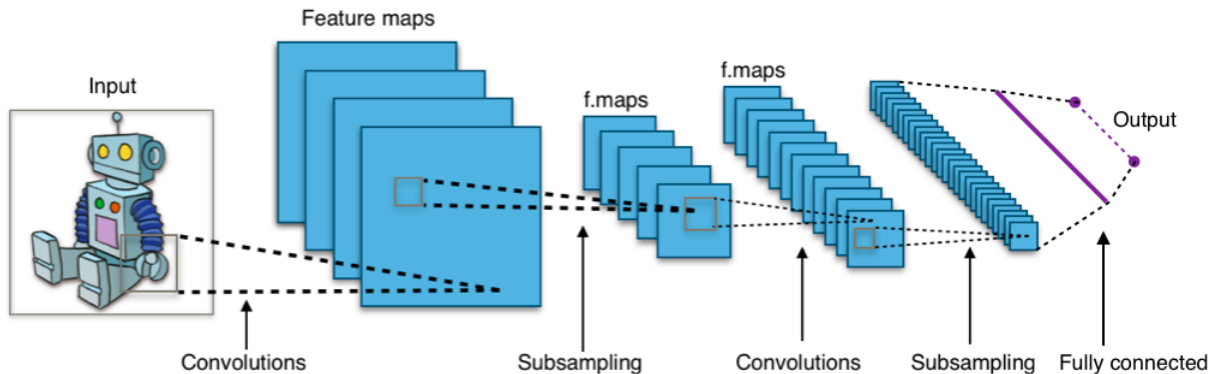 Feature maps
Input
f.maps
f.maps
Output
Convolutions
Subsampling
Convolutions
Subsampling
Fully connected